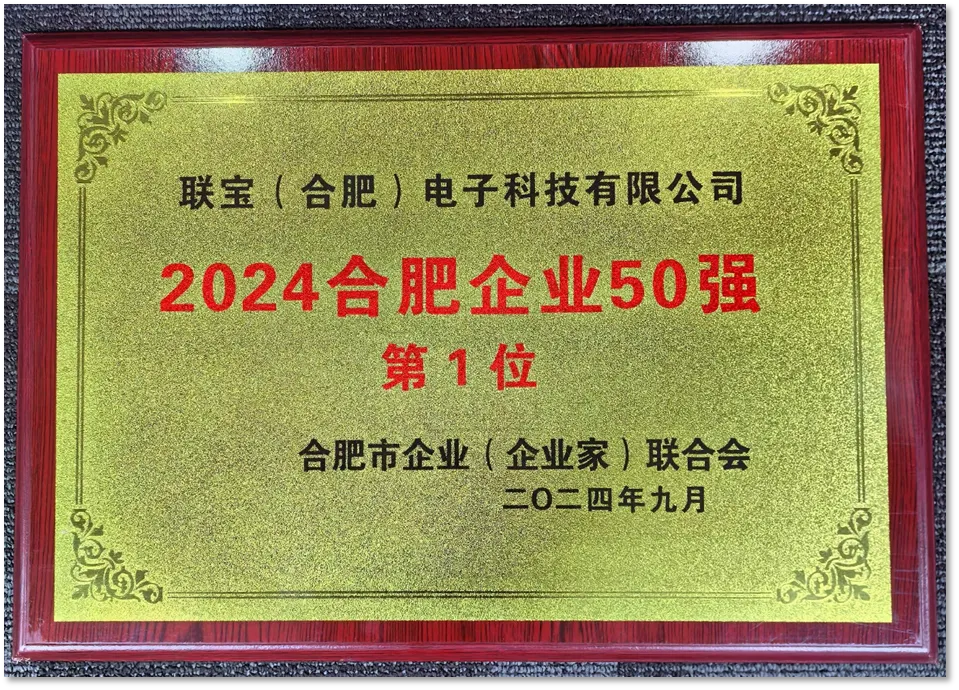 联宝（合肥）电子科技有限公司
2024合肥企业50强
第1位
合肥市企业（企业家）联合会
二〇二四年九月